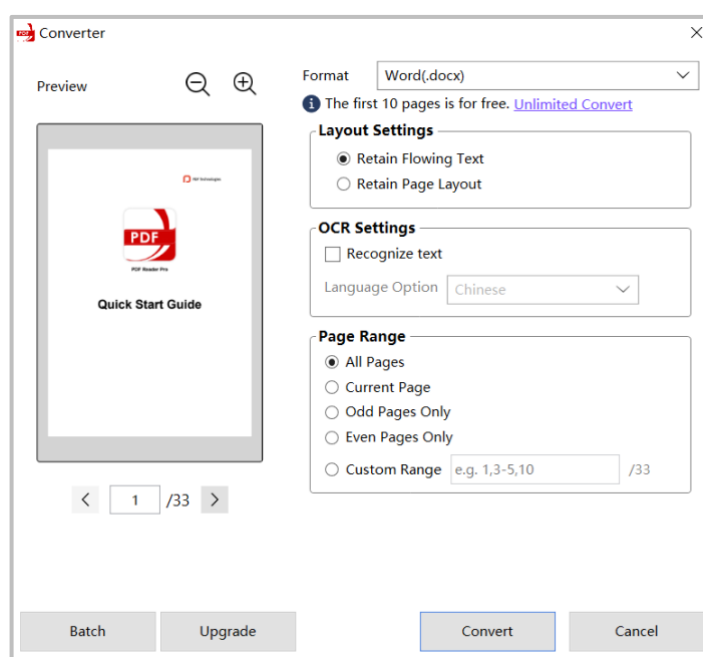 Converter
Preview
PDF Technologies
PDF
PDF Reader Pro
Quick Start Guide
1 /33
Format Word(.docx)
The first 10 pages is for free. Unlimited Convert
Layout Settings
Retain Flowing Text
Retain Page Layout
OCR Settings
Recognize text
Language Option Chinese
Page Range
All Pages
Current Page
Odd Pages Only
Even Pages Only
Custom Range e.g. 1,3-5,10 /33
Batch Upgrade Convert Cancel